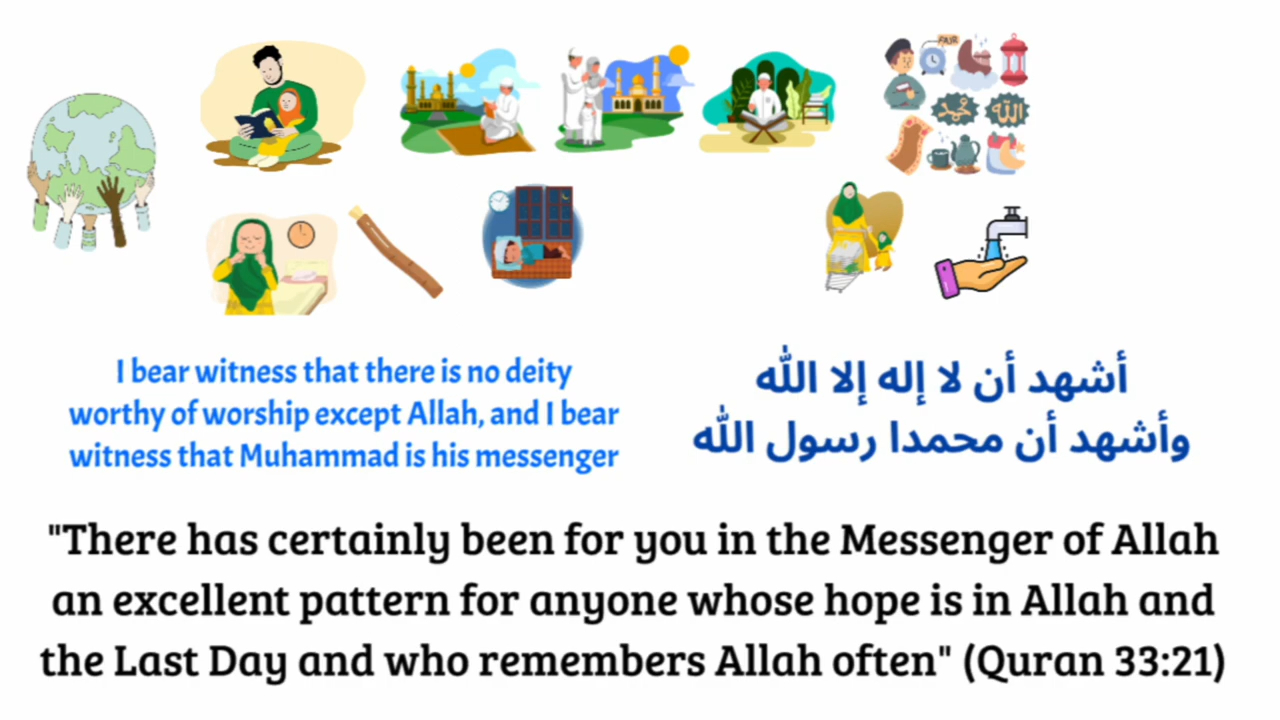 FAJR
محمد
الله
I bear witness that there is no deity
worthy of worship except Allah, and I bear
witness that Muhammad is his messenger
أشهد أن لا إله إلا الله
وأشهد أن محمدا رسول الله
"There has certainly been for you in the Messenger of Allah
an excellent pattern for anyone whose hope is in Allah and
the Last Day and who remembers Allah often" (Quran 33:21)